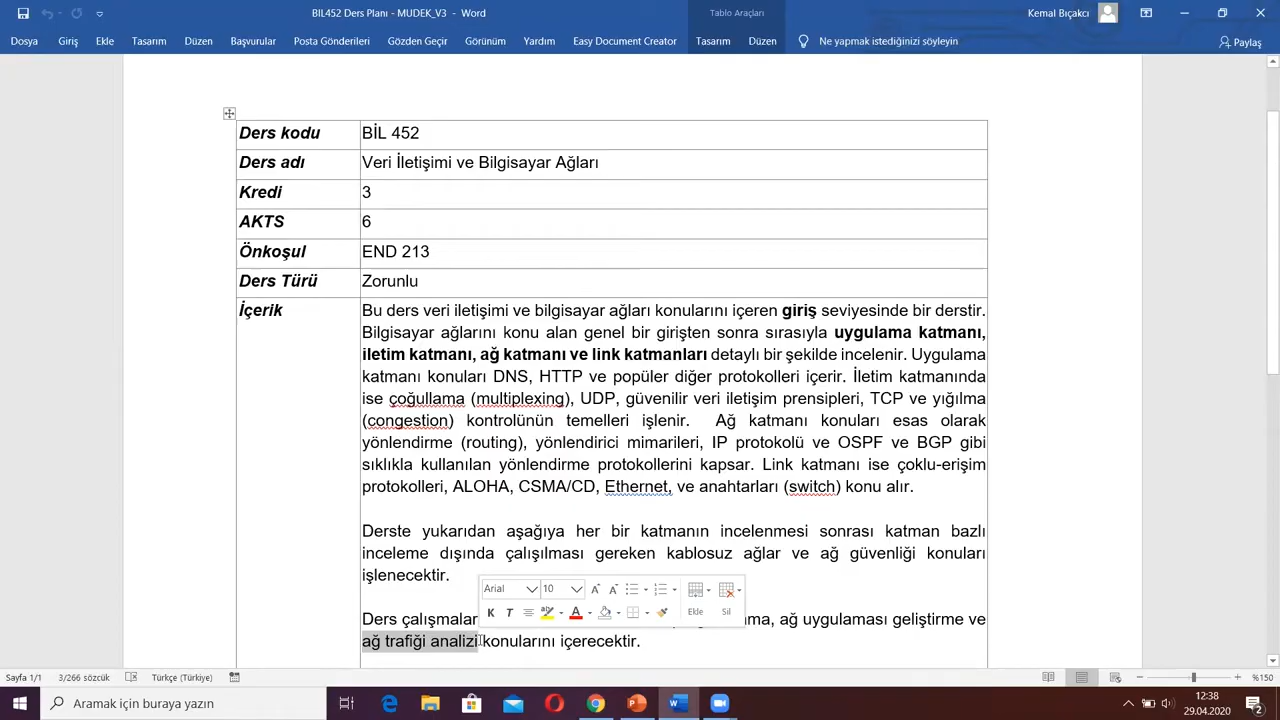 BIL452 Ders Planı - MUDEK_V3 - Word
Tablo Araçları
Kemal Bıçakcı
Dosya Giriş Ekle Tasarım Düzen Başvurular Posta Gönderileri Gözden Geçir Görünüm Yardım Easy Document Creator Tasarım Düzen Ne yapmak istediğinizi söyleyin Paylaş
Ders kodu BİL 452
Ders adı Veri İletişimi ve Bilgisayar Ağları
Kredi 3
AKTS 6
Önkoşul END 213
Ders Türü Zorunlu
İçerik Bu ders veri iletişimi ve bilgisayar ağları konularını içeren giriş seviyesinde bir derstir.
Bilgisayar ağlarını konu alan genel bir girişten sonra sırasıyla uygulama katmanı,
iletim katmanı, ağ katmanı ve link katmanları detaylı bir şekilde incelenir. Uygulama
katmanı konuları DNS, HTTP ve popüler diğer protokolleri içerir. İletim katmanında
ise çoğullama (multiplexing), UDP, güvenilir veri iletişim prensipleri, TCP ve yığılma
(congestion) kontrolünün temelleri işlenir. Ağ katmanı konuları esas olarak
yönlendirme (routing), yönlendirici mimarileri, IP protokolü ve OSPF ve BGP gibi
sıklıkla kullanılan yönlendirme protokollerini kapsar. Link katmanı ise çoklu-erişim
protokolleri, ALOHA, CSMA/CD, Ethernet, ve anahtarları (switch) konu alır.
Derste yukarıdan aşağıya her bir katmanın incelenmesi sonrası katman bazlı
inceleme dışında çalışılması gereken kablosuz ağlar ve ağ güvenliği konuları
işlenecektir.
Arial 10 A A
K T A Ekle Sil
Ders çalışmalar ama, ağ uygulaması geliştirme ve
ağ trafiği analizi konularını içerecektir.
Sayfa 1/1 3/266 sözcük Türkçe (Türkiye) %150
Aramak için buraya yazın
12:38
29.04.2020
2